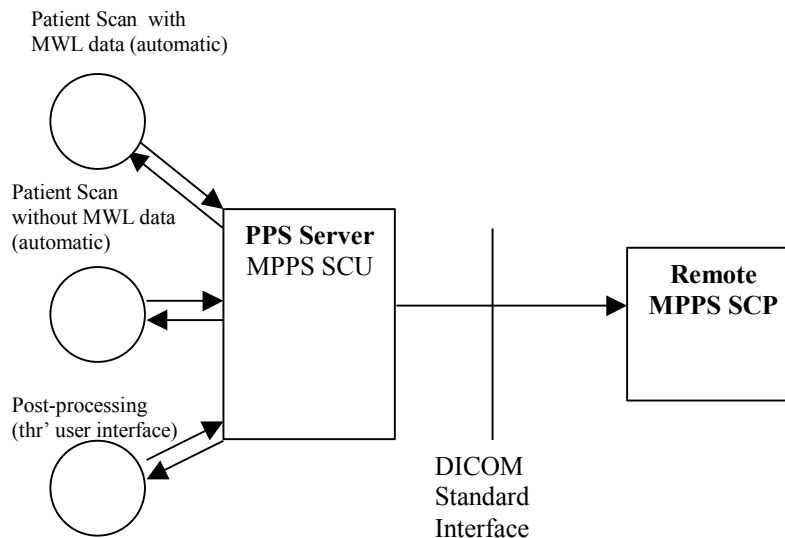 Patient Scan with
MWL data (automatic)
Patient Scan
without MWL data
(automatic)
PPS Server
MPPS SCU
Remote
MPPS SCP
Post-processing
(thr’ user interface)
DICOM
Standard
Interface